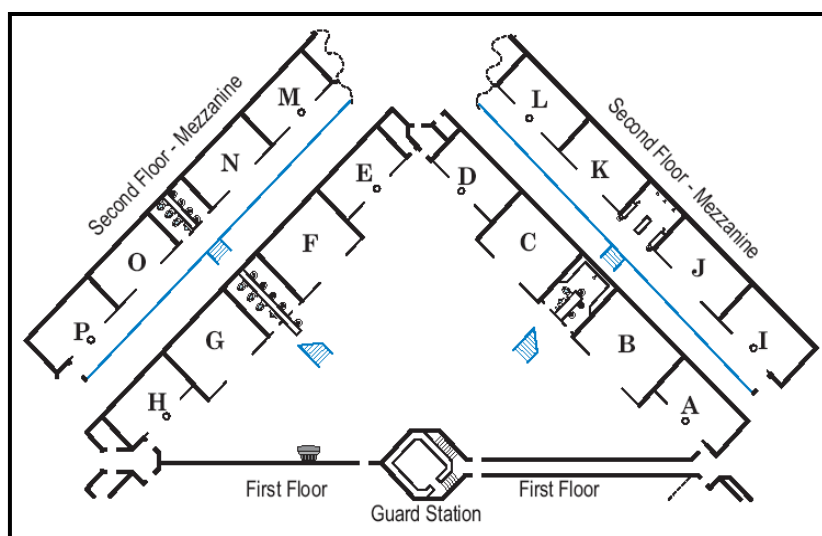 M
L
Second Floor - Mezzanine
Second Floor - Mezzanine
N
K
E
D
F
C
O
J
P
G
B
I
H
A
First Floor
First Floor
Guard Station